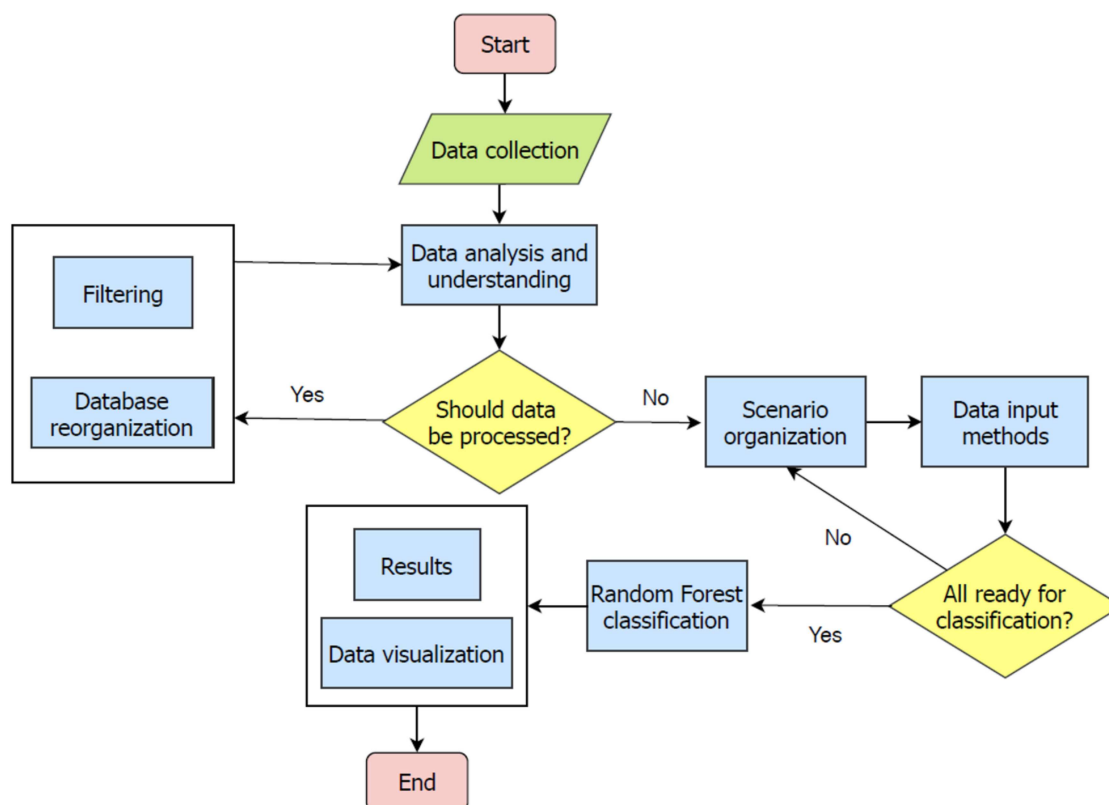 Start
Data collection
Data analysis and
understanding
Filtering
Database
reorganization
Yes
Should data
be processed?
No
Scenario
organization
Data input
methods
No
All ready for
classification?
Yes
Random Forest
classification
Results
Data visualization
End